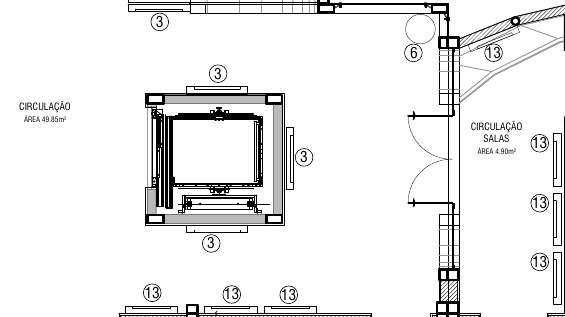 3
6
13
3
CIRCULAÇÃO
ÁREA 49.85m²
CIRCULAÇÃO
SALAS
ÁREA 4.90m²
13
3
13
3
13
13
13
13